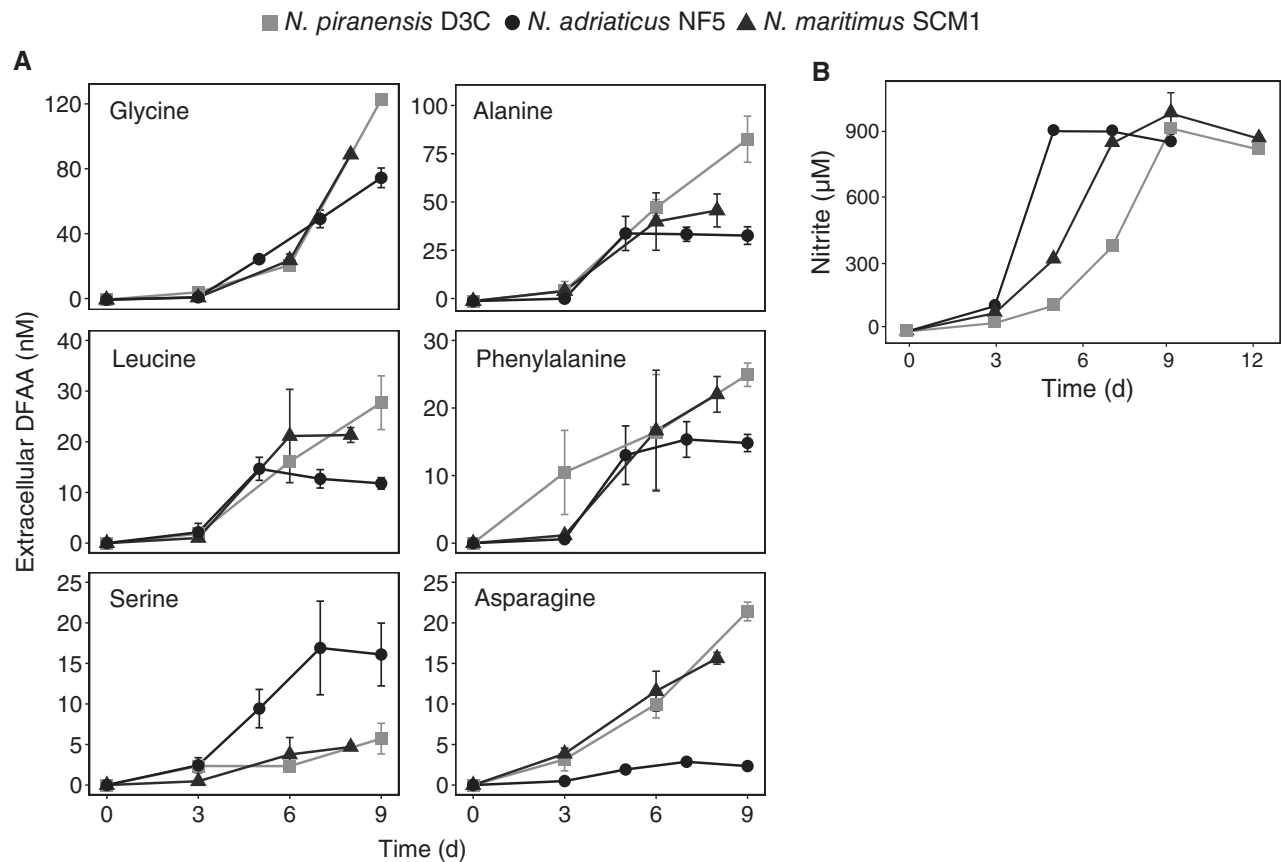 N. piranensis D3C N. adriaticus NF5 N. maritimus SCM1
A
Extracellular DFAA (nM)
Glycine
120
80
40
0
Alanine
100
75
50
25
0
Leucine
40
30
20
10
0
Phenylalanine
30
20
10
0
Serine
25
20
15
10
5
0
0 3 6 9
Asparagine
25
20
15
10
5
0
0 3 6 9
Time (d)
B
Nitrite (µM)
900
600
300
0
0 3 6 9 12
Time (d)